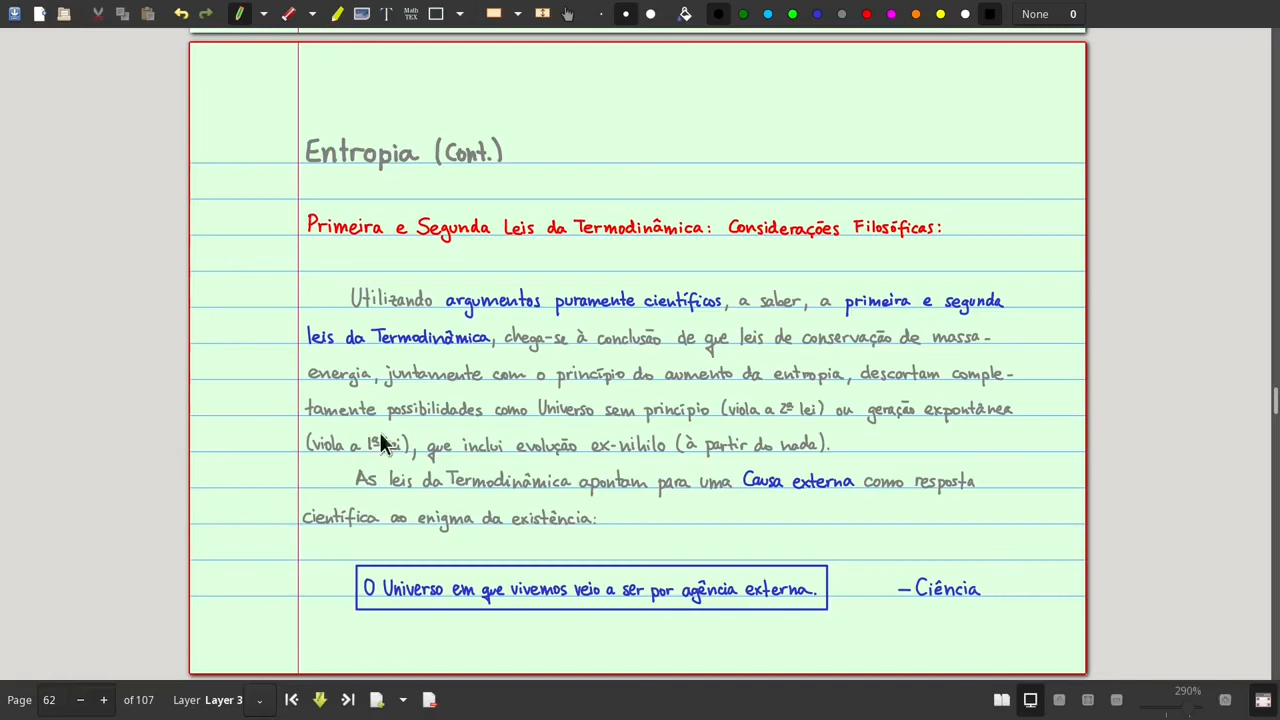 Math
TEX
None 0
Entropia (Cont.)
Primeira e Segunda Leis da Termodinâmica: Considerações Filosóficas:
Utilizando argumentos puramente científicos, a saber, a primeira e segunda
leis da Termodinâmica, chega-se à conclusão de que leis de conservação de massa-
energia, juntamente com o princípio do aumento da entropia, descartam comple-
tamente possibilidades como Universo sem princípio (viola a 2ª lei) ou geração expontânea
(viola a 1ª lei), que inclui evolução ex-nihilo (à partir do nada).
As leis da Termodinâmica apontam para uma Causa externa como resposta
científica ao enigma da existência:
O Universo em que vivemos veio a ser por agência externa. — Ciência
Page 62 − + of 107 Layer Layer 3 290%